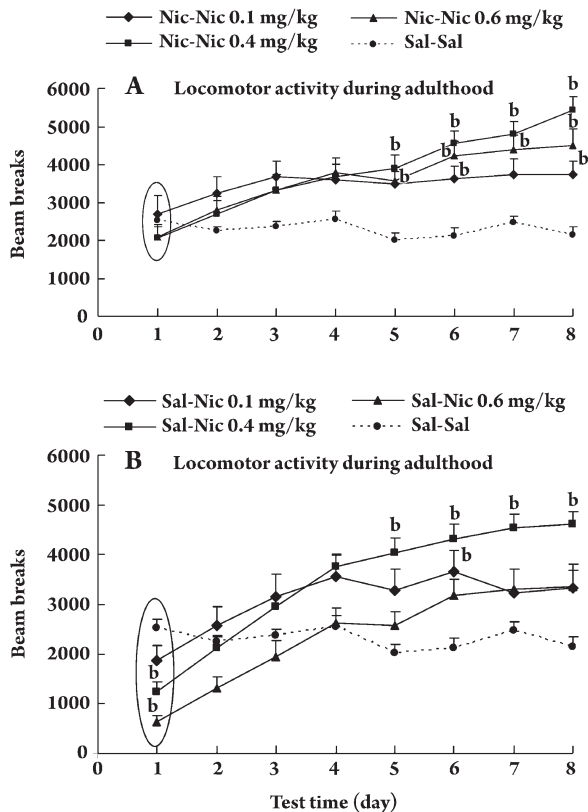 Nic-Nic 0.1 mg/kg Nic-Nic 0.6 mg/kg
Nic-Nic 0.4 mg/kg Sal-Sal
A Locomotor activity during adulthood
6000
5000
4000
3000
2000
1000
0
Beam breaks
b b b b b b b b b b b
0 1 2 3 4 5 6 7 8
Sal-Nic 0.1 mg/kg Sal-Nic 0.6 mg/kg
Sal-Nic 0.4 mg/kg Sal-Sal
B Locomotor activity during adulthood
6000
5000
4000
3000
2000
1000
0
Beam breaks
b b b b b
b
b
0 1 2 3 4 5 6 7 8
Test time (day)